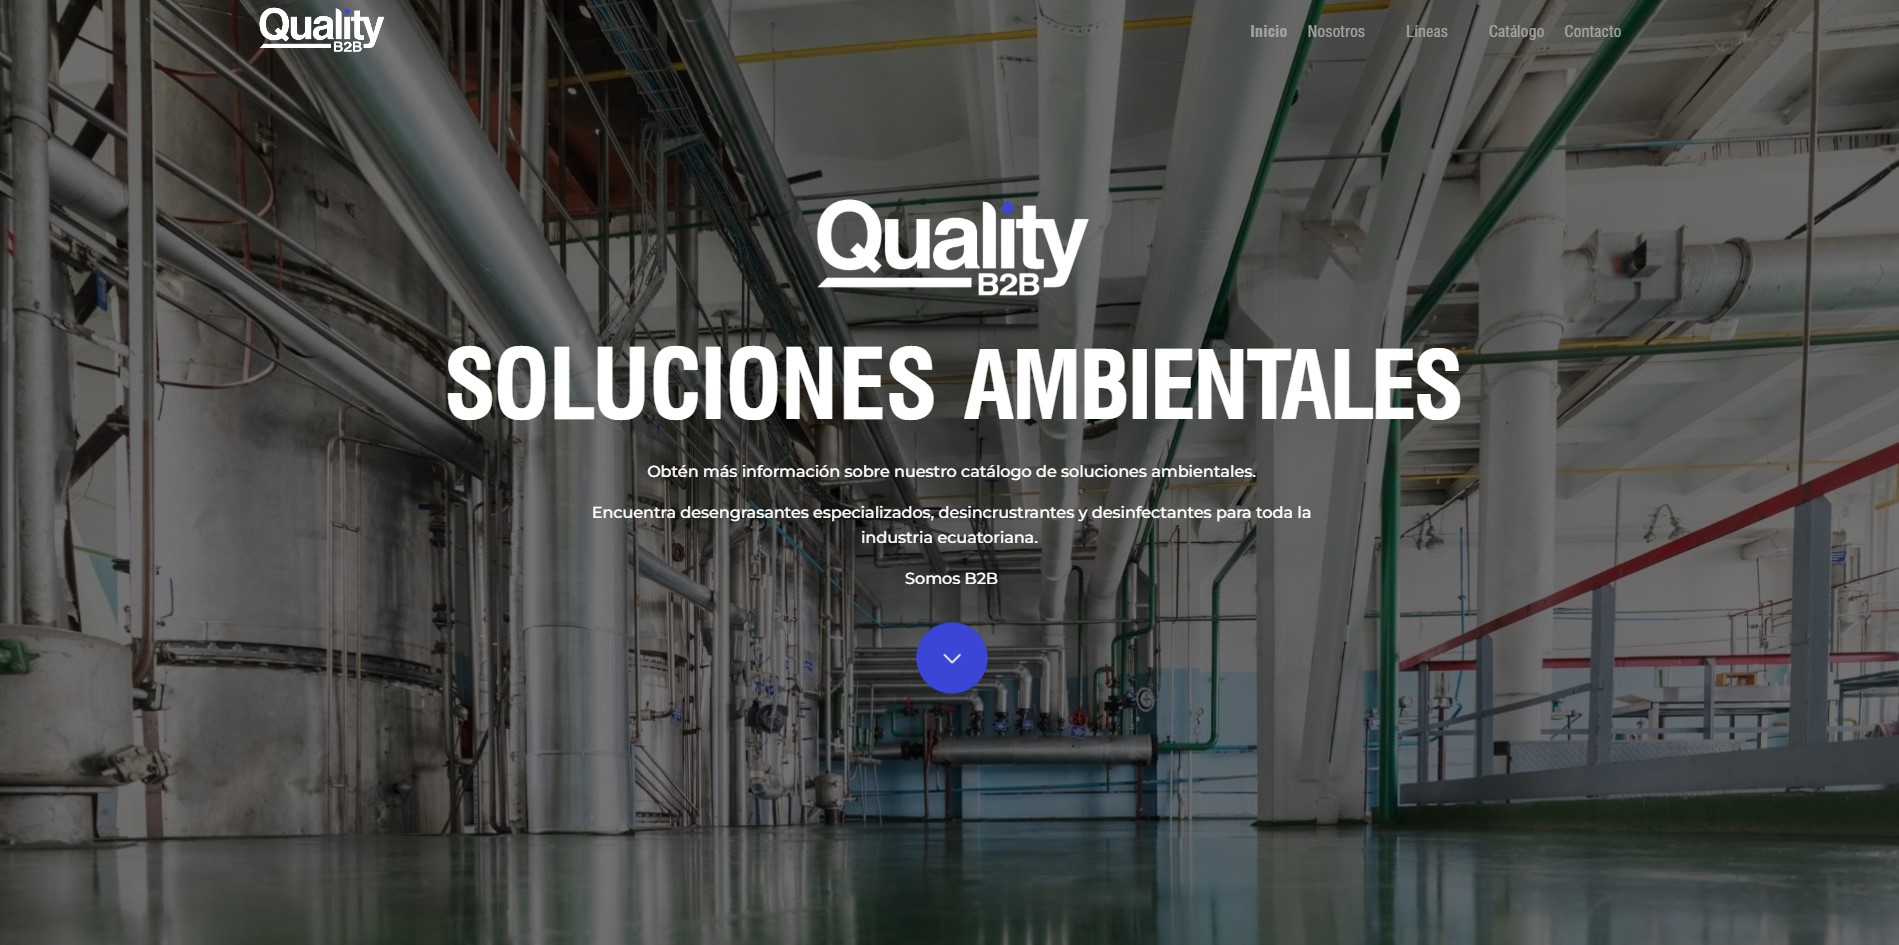 Quality
B2B
Inicio Nosotros Lineas Catálogo Contacto
Quality
B2B
SOLUCIONES AMBIENTALES
Obtén más información sobre nuestro catálogo de soluciones ambientales.
Encuentra desengrasantes especializados, desincrustrantes y desinfectantes para toda la
industria ecuatoriana.
Somos B2B